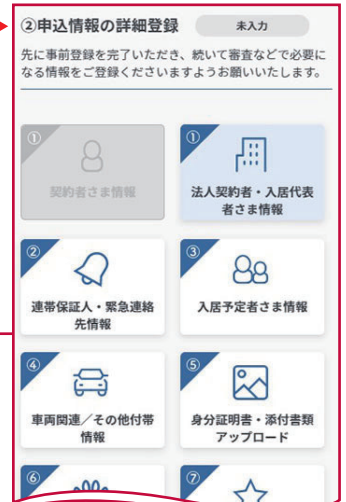 ②申込情報の詳細登録
未入力
先に事前登録を完了いただき、続いて審査などで必要に
なる情報をご登録くださいますようお願いいたします。
①
契約者さま情報
①
法人契約者・入居代表
者さま情報
②
連帯保証人・緊急連絡
先情報
③
入居予定者さま情報
④
車両関連／その他付帯
情報
⑤
身分証明書・添付書類
アップロード
⑥
⑦